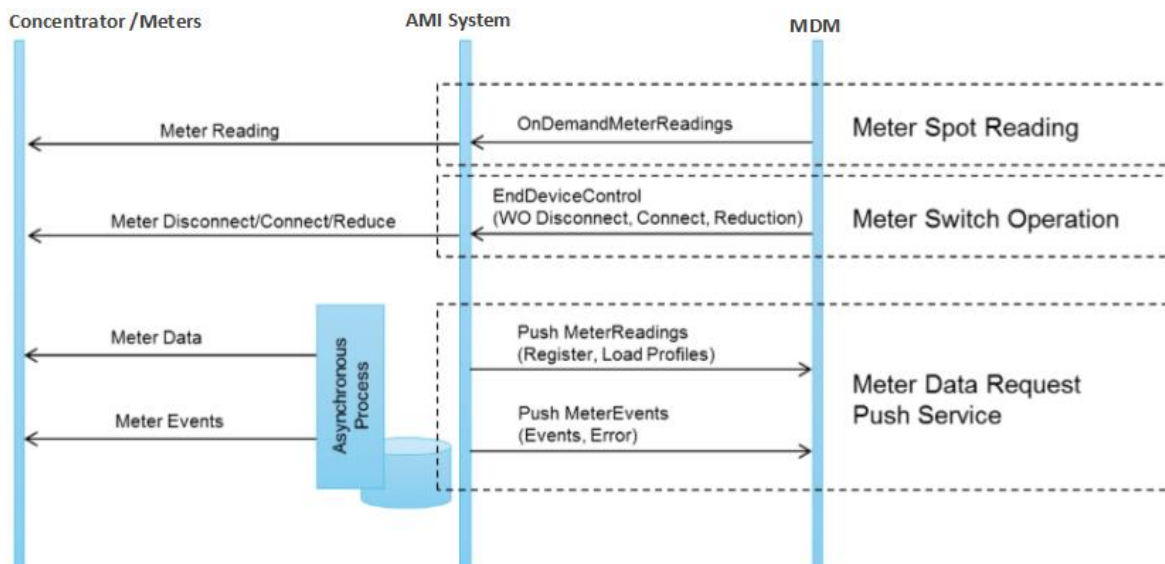 Concentrator/Meters
AMI System
MDM
Meter Reading
OnDemandMeterReadings
Meter Spot Reading
Meter Disconnect/Connect/Reduce
EndDeviceControl
(WO Disconnect, Connect, Reduction)
Meter Switch Operation
Meter Data
Meter Events
Asynchronous
Process
Push MeterReadings
(Register, Load Profiles)
Push MeterEvents
(Events, Error)
Meter Data Request
Push Service